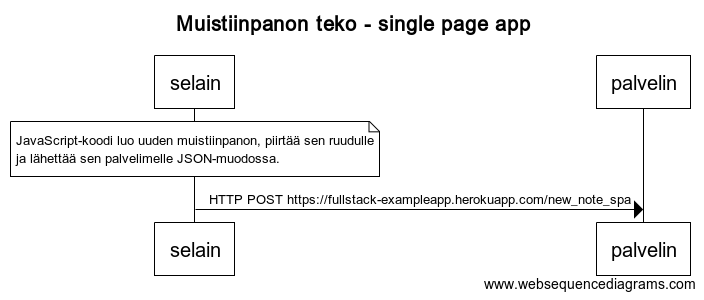 Muistiinpanon teko - single page app
selain
palvelin
JavaScript-koodi luo uuden muistiinpanon, piirtää sen ruudulle
ja lähettää sen palvelimelle JSON-muodossa.
HTTP POST https://fullstack-exampleapp.herokuapp.com/new_note_spa
selain
palvelin
www.websequencediagrams.com